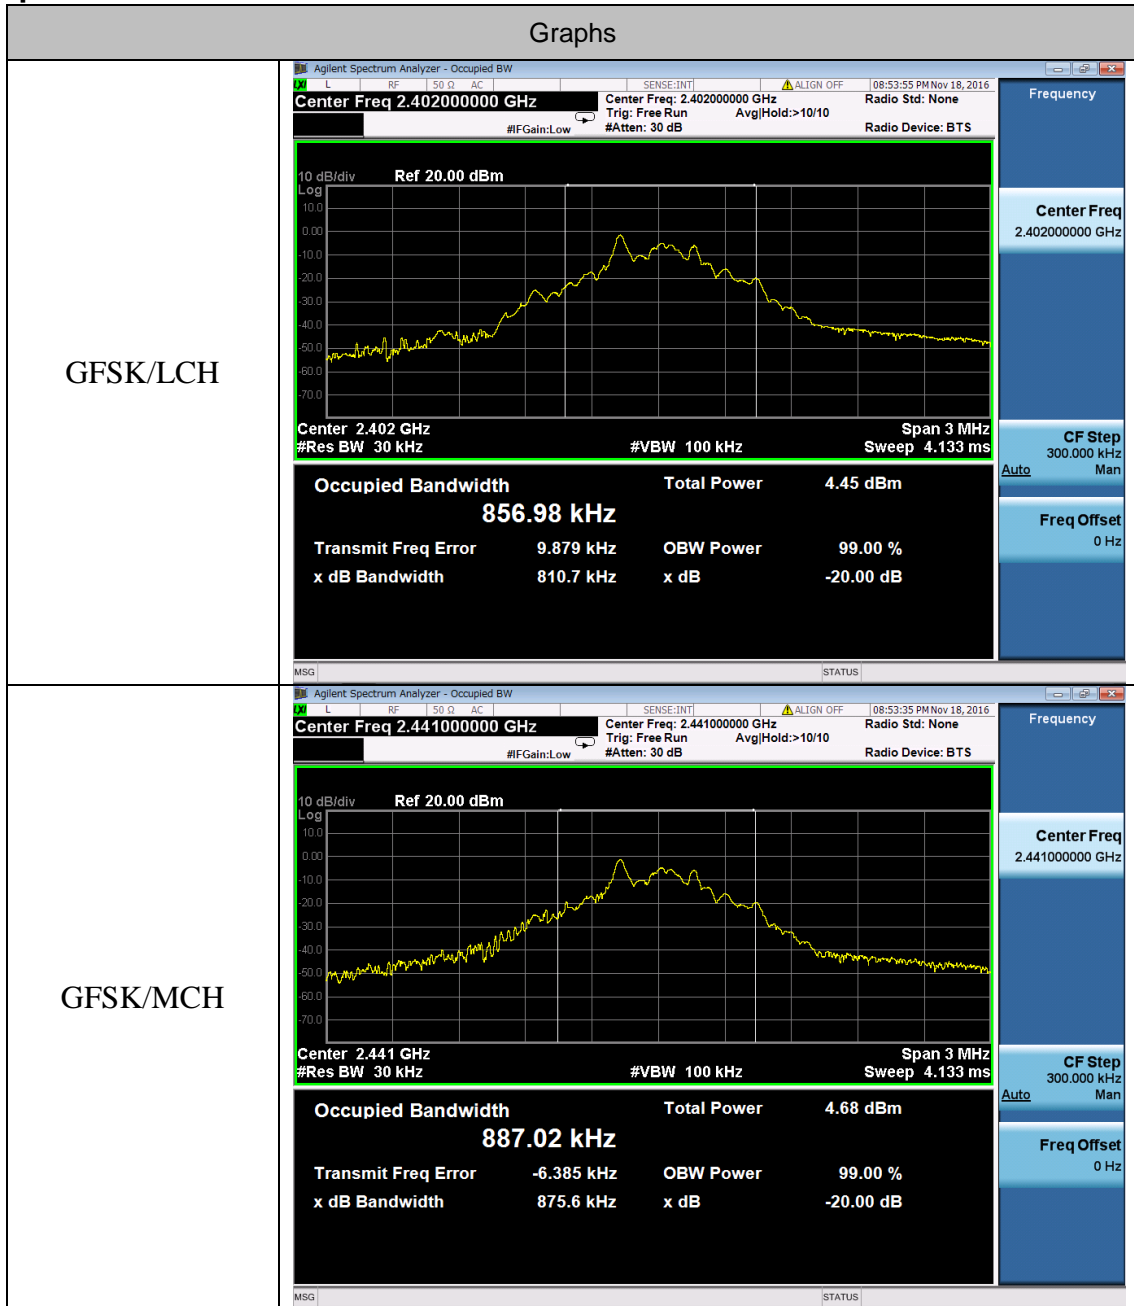 Graphs
GFSK/LCH
Agilent Spectrum Analyzer - Occupied BW
LXI L RF 50 Ω AC SENSE:INT ALIGN OFF 08:53:55 PM Nov 18, 2016
Center Freq 2.402000000 GHz
Center Freq: 2.402000000 GHz
Radio Std: None
Trig: Free Run Avg|Hold:>10/10
#IFGain:Low #Atten: 30 dB Radio Device: BTS
10 dB/div Ref 20.00 dBm
Log
10.0
0.00
-10.0
-20.0
-30.0
-40.0
-50.0
-60.0
-70.0
Center 2.402 GHz Span 3 MHz
#Res BW 30 kHz #VBW 100 kHz Sweep 4.133 ms
Occupied Bandwidth Total Power 4.45 dBm
856.98 kHz
Transmit Freq Error 9.879 kHz OBW Power 99.00 %
x dB Bandwidth 810.7 kHz x dB -20.00 dB
MSG STATUS
Frequency
Center Freq
2.402000000 GHz
CF Step
300.000 kHz
Auto Man
Freq Offset
0 Hz
GFSK/MCH
Agilent Spectrum Analyzer - Occupied BW
LXI L RF 50 Ω AC SENSE:INT ALIGN OFF 08:53:35 PM Nov 18, 2016
Center Freq 2.441000000 GHz
Center Freq: 2.441000000 GHz
Radio Std: None
Trig: Free Run Avg|Hold:>10/10
#IFGain:Low #Atten: 30 dB Radio Device: BTS
10 dB/div Ref 20.00 dBm
Log
10.0
0.00
-10.0
-20.0
-30.0
-40.0
-50.0
-60.0
-70.0
Center 2.441 GHz Span 3 MHz
#Res BW 30 kHz #VBW 100 kHz Sweep 4.133 ms
Occupied Bandwidth Total Power 4.68 dBm
887.02 kHz
Transmit Freq Error -6.385 kHz OBW Power 99.00 %
x dB Bandwidth 875.6 kHz x dB -20.00 dB
MSG STATUS
Frequency
Center Freq
2.441000000 GHz
CF Step
300.000 kHz
Auto Man
Freq Offset
0 Hz